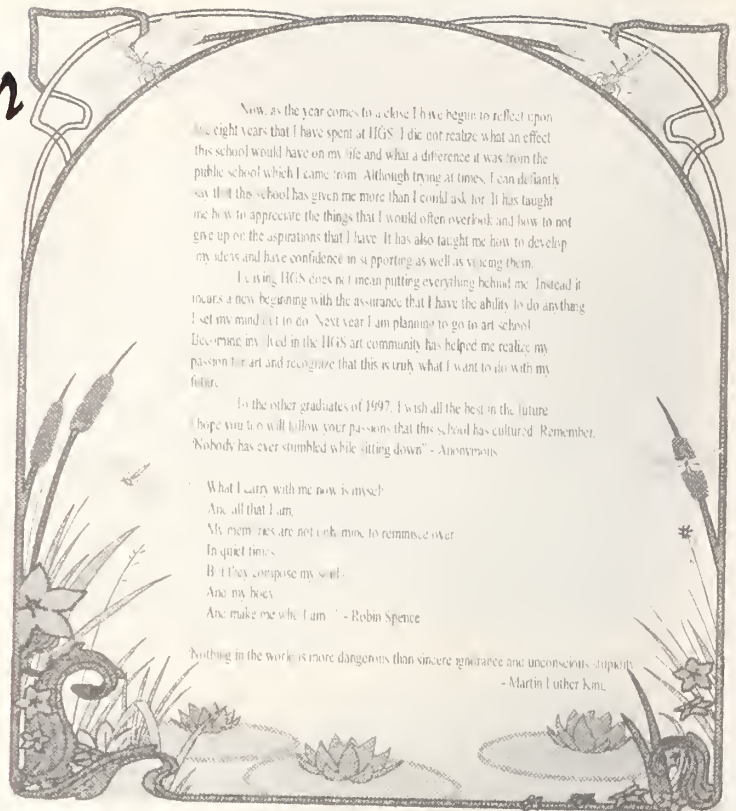 Now, as the year comes to a close I have begun to reflect upon
the eight years that I have spent at HGS. I did not realize what an effect
this school would have on my life and what a difference it was from the
public school which I came from. Although trying at times, I can defiantly
say that this school has given me more than I could ask for. It has taught
me how to appreciate the things that I would often overlook and how to not
give up on the aspirations that I have. It has also taught me how to develop
my ideas and have confidence in supporting as well as voicing them.
Leaving HGS does not mean putting everything behind me. Instead it
means a new beginning with the assurance that I have the ability to do anything
I set my mind out to do. Next year I am planning to go to art school.
Becoming involved in the HGS art community has helped me realize my
passion for art and recognize that this is truly what I want to do with my
future.
To the other graduates of 1997, I wish all the best in the future.
I hope you too will follow your passions that this school has cultured. Remember,
"Nobody has ever stumbled while sitting down" - Anonymous
"What I carry with me now is myself
And all that I am.
My memories are not only mine to reminisce over
In quiet times
But they compose my soul
And my body
And make me who I am." - Robin Spence
"Nothing in the world is more dangerous than sincere ignorance and unconscious stupidity
- Martin Luther King